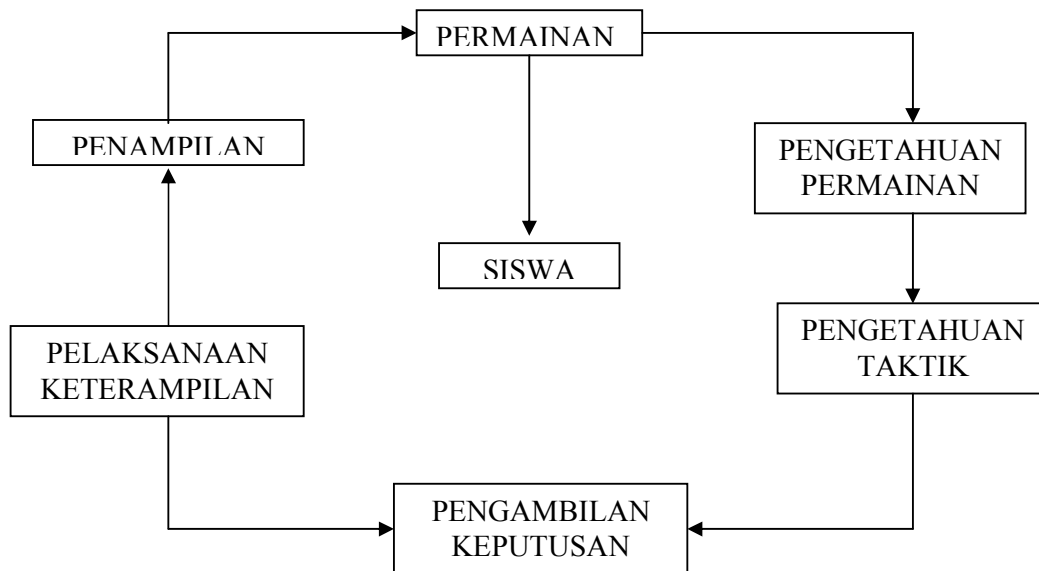 PERMAINAN
PENAMPILAN
PENGETAHUAN
PERMAINAN
SISWA
PELAKSANAAN
KETERAMPILAN
PENGETAHUAN
TAKTIK
PENGAMBILAN
KEPUTUSAN